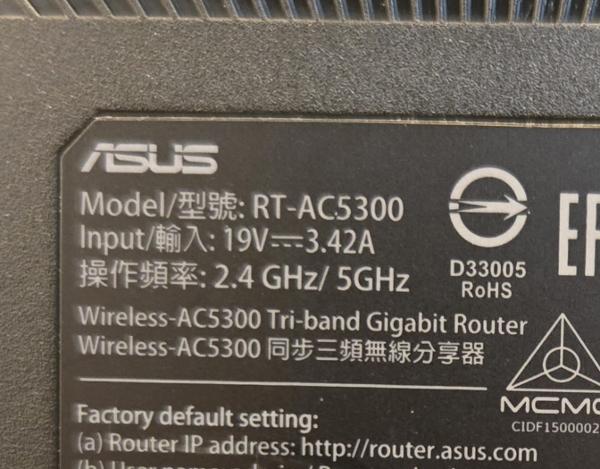 ASUS
Model/型號: RT-AC5300
Input/輸入: 19V⎓3.42A
操作頻率: 2.4 GHz/ 5GHz
Wireless-AC5300 Tri-band Gigabit Router
Wireless-AC5300 同步三頻無線分享器
D33005
RoHS
MCMC
CIDF1500002
Factory default setting:
(a) Router IP address: http://router.asus.com